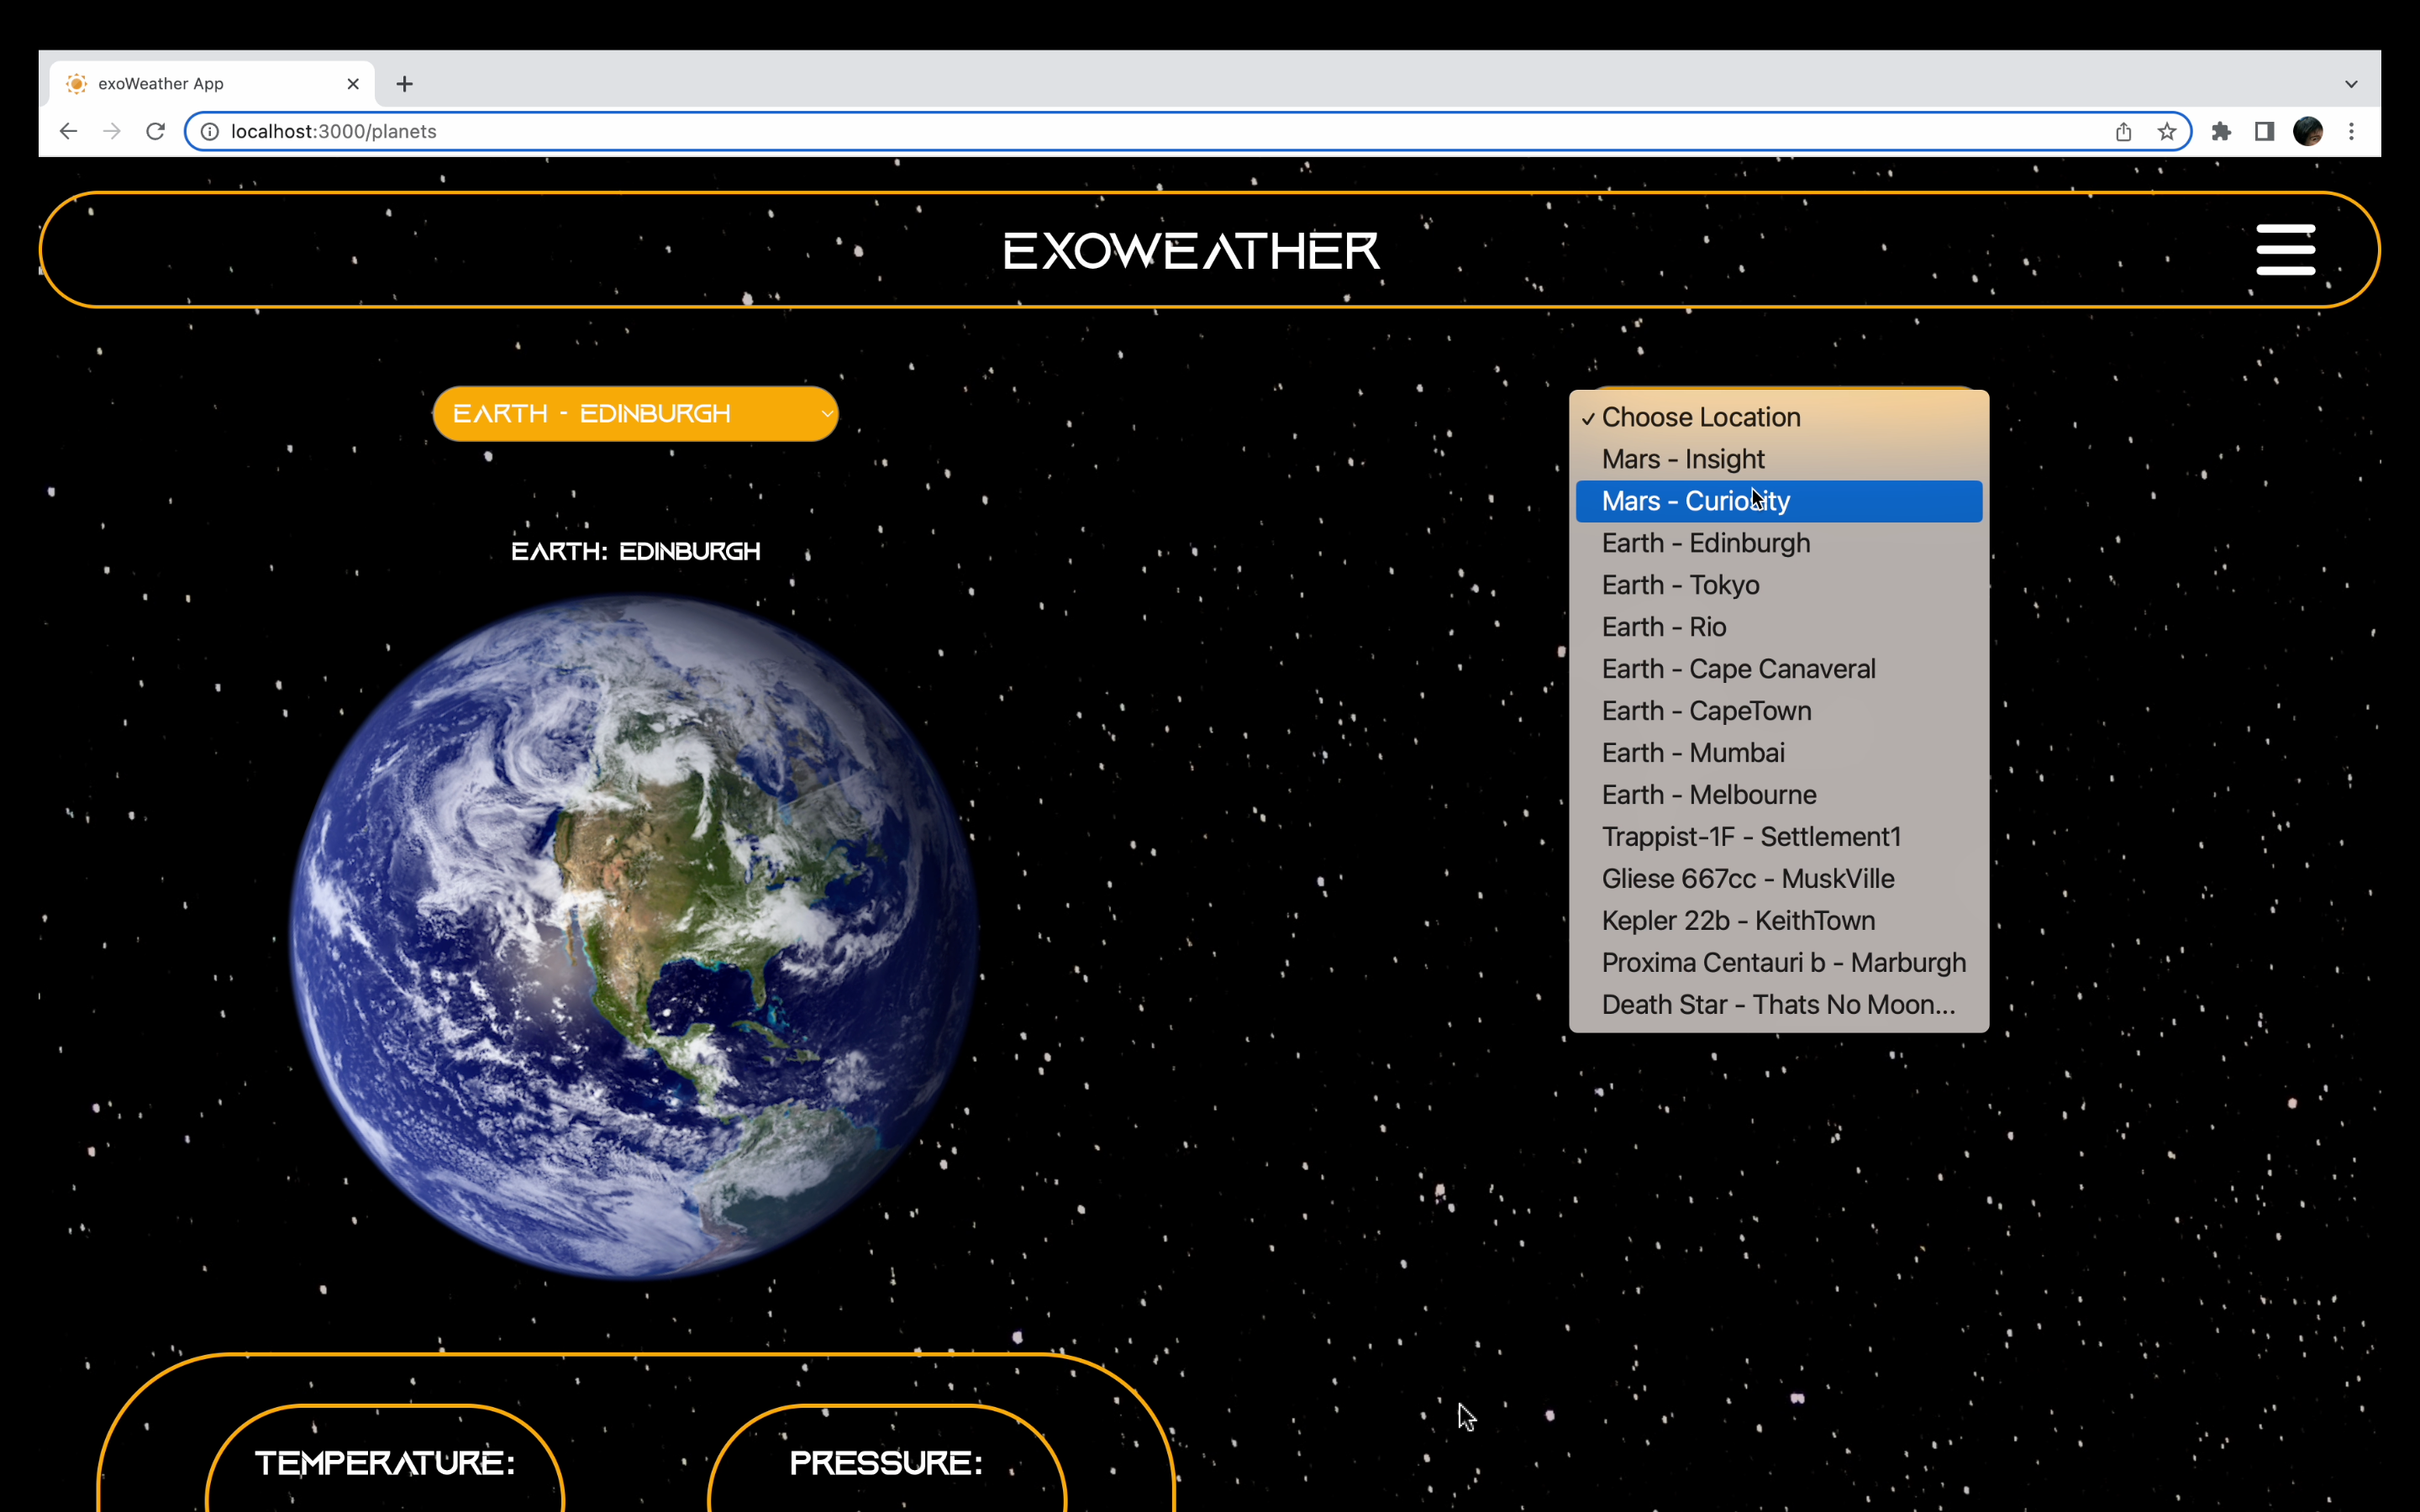 exoWeather App
localhost:3000/planets
EXOWEATHER
EARTH - EDINBURGH
EARTH: EDINBURGH
Choose Location
Mars - Insight
Mars - Curiosity
Earth - Edinburgh
Earth - Tokyo
Earth - Rio
Earth - Cape Canaveral
Earth - CapeTown
Earth - Mumbai
Earth - Melbourne
Trappist-1F - Settlement1
Gliese 667cc - MuskVille
Kepler 22b - KeithTown
Proxima Centauri b - Marburgh
Death Star - Thats No Moon...
TEMPERATURE:
PRESSURE: